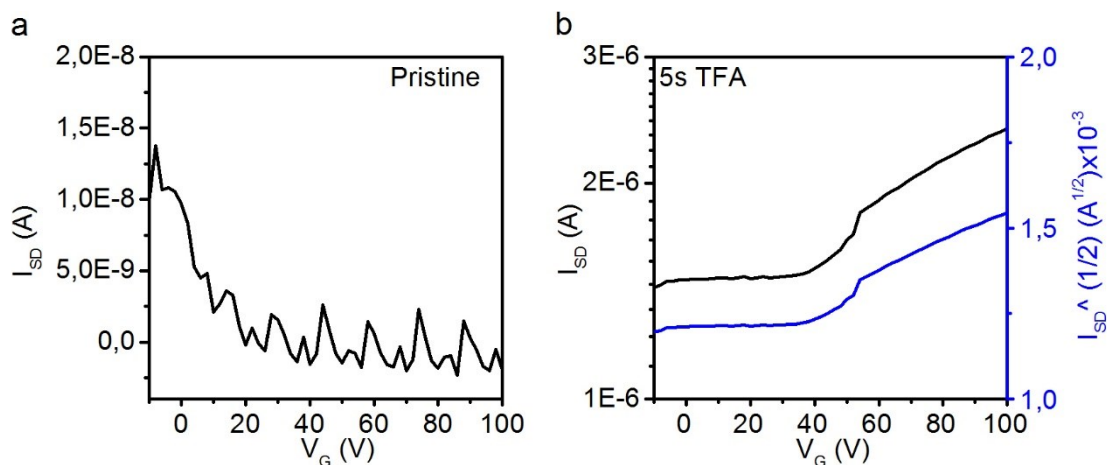 a
2,0E-8
1,5E-8
1,0E-8
5,0E-9
0,0
I_SD (A)
Pristine
0 20 40 60 80 100
V_G (V)
b
3E-6
2E-6
1E-6
I_SD (A)
5s TFA
0 20 40 60 80 100
V_G (V)
2,0
1,5
1,0
I_SD^ (1/2) (A^1/2)x10^-3